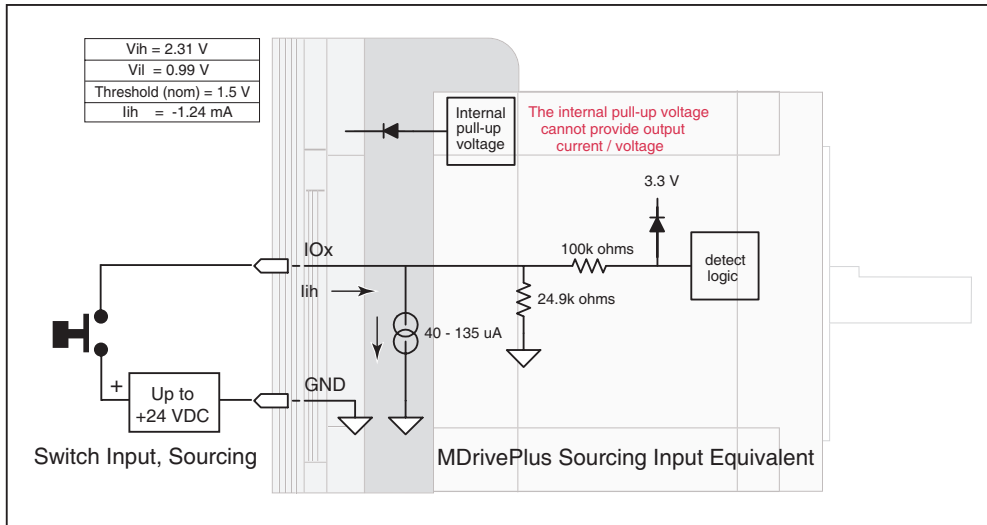 Vih = 2.31 V
Vil = 0.99 V
Threshold (nom) = 1.5 V
Iih = -1.24 mA
Internal
pull-up
voltage
The internal pull-up voltage
cannot provide output
current / voltage
3.3 V
IOx
100k ohms
detect
logic
Iih
24.9k ohms
40 - 135 uA
GND
+
Up to
+24 VDC
Switch Input, Sourcing
MDrivePlus Sourcing Input Equivalent